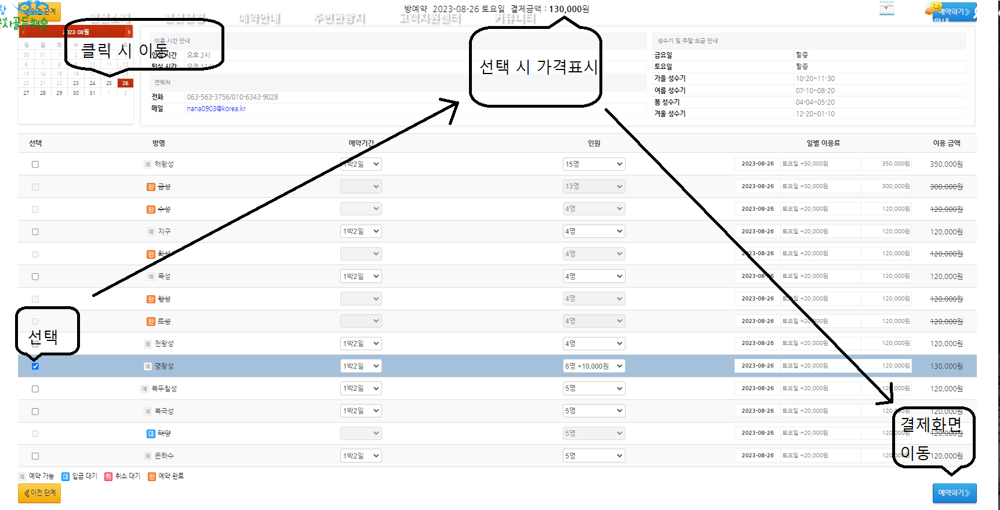 이전 단계
방예약 2023-08-26 토요일 결제금액 : 130,000원
예약하기
펜션소개 펜션전경 예약안내 주변관광지 고객지원센터 커뮤니티
2023 08월
클릭 시 이동
선택 시 가격표시
일 월 화 수
30 31 1 2
6 7 8 9 10 11 12
13 14 15 18 19
20 21 22 23 24 25 26
27 28 29 30 31 1 2
이용 시간 안내
입실 시간 오후 2시
퇴실 시간 오전 11시
연락처
전화 063-563-3756/010-6343-9028
메일 nana0903@korea.kr
성수기 및 주말 요금 안내
금요일 할증
토요일 할증
가을 성수기 10-20~11-30
여름 성수기 07-10~08-20
봄 성수기 04-04~05-20
겨울 성수기 12-20~01-10
선택 방명 예약기간 인원 일별 이용료 이용 금액
예 해왕성 1박2일 15명 2023-08-26 토요일 +50,000원 350,000원 350,000원
완 금성 13명 2023-08-26 토요일 +50,000원 300,000원 300,000원
완 수성 4명 2023-08-26 토요일 +20,000원 120,000원 120,000원
예 지구 1박2일 4명 2023-08-26 토요일 +20,000원 120,000원 120,000원
완 화성 4명 2023-08-26 토요일 +20,000원 120,000원 120,000원
예 목성 1박2일 4명 2023-08-26 토요일 +20,000원 120,000원 120,000원
완 행성 4명 2023-08-26 토요일 +20,000원 120,000원 120,000원
완 토성 4명 2023-08-26 토요일 +20,000원 120,000원 120,000원
선택
예 천왕성 1박2일 4명 2023-08-26 토요일 +20,000원 120,000원 120,000원
예 명왕성 1박2일 6명 +10,000원 2023-08-26 토요일 +20,000원 120,000원 130,000원
예 북두칠성 1박2일 5명 2023-08-26 토요일 +20,000원 120,000원 120,000원
예 북극성 1박2일 5명 2023-08-26 토요일 +20,000원 120,000원 120,000원
대 태양 5명 2023-08-26 토요일 +20,000원 120,000원 120,000원
예 은하수 1박2일 5명 2023-08-26 토요일 +20,000원 120,000원 120,000원
결제화면
이동
예 예약 가능 대 입금 대기 취 취소 대기 완 예약 완료
이전 단계
예약하기